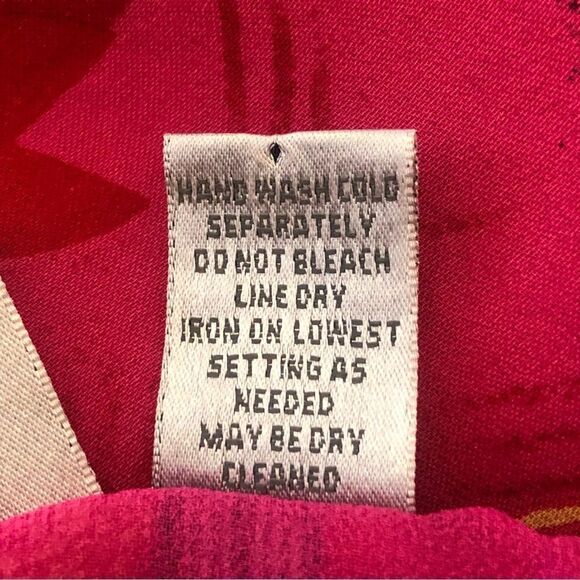 HAND WASH COLD
SEPARATELY
DO NOT BLEACH
LINE DRY
IRON ON LOWEST
SETTING AS
NEEDED
MAY BE DRY
CLEANED